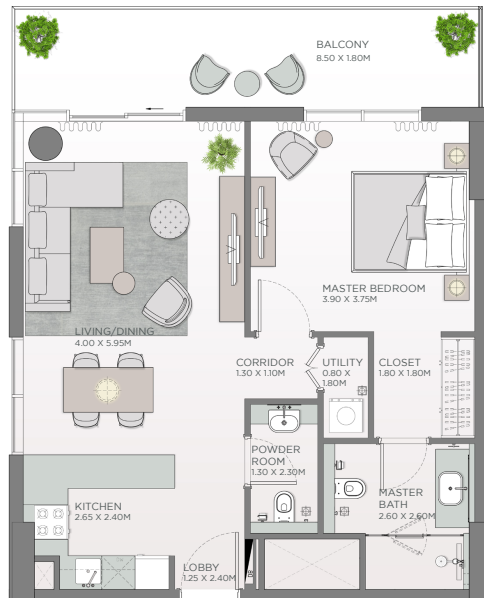 BALCONY
8.50 X 1.80M
MASTER BEDROOM
3.90 X 3.75M
LIVING/DINING
4.00 X 5.95M
CORRIDOR
1.30 X 1.10M
UTILITY
0.80 X
1.80M
CLOSET
1.80 X 1.80M
POWDER
ROOM
1.30 X 2.30M
MASTER
BATH
2.60 X 2.60M
KITCHEN
2.65 X 2.40M
LOBBY
1.25 X 2.40M
DB